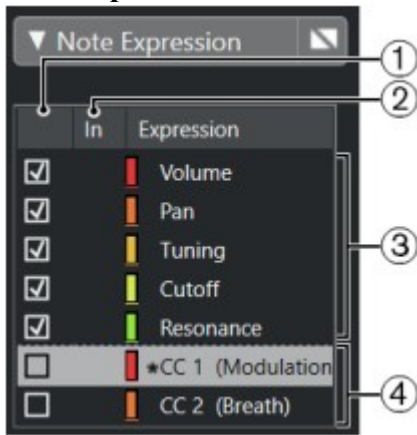 ▼ Note Expression
1
2
In Expression
Volume
Pan
Tuning
3
Cutoff
Resonance
★CC 1 (Modulation
4
CC 2 (Breath)